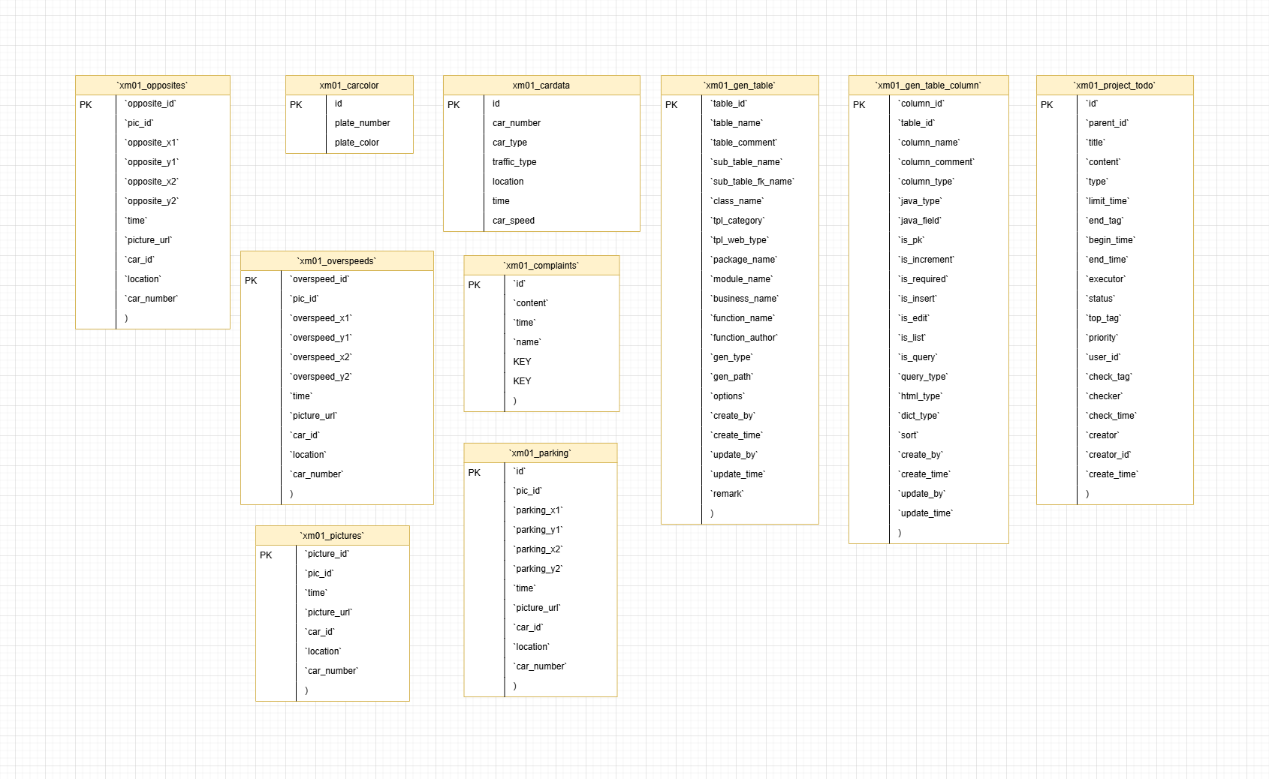 `xm01_opposites`
PK
`opposite_id`
`pic_id`
`opposite_x1`
`opposite_y1`
`opposite_x2`
`opposite_y2`
`time`
`picture_url`
`car_id`
`location`
`car_number`
)
xm01_carcolor
PK
id
plate_number
plate_color
xm01_cardata
PK
id
car_number
car_type
traffic_type
location
time
car_speed
`xm01_gen_table`
PK
`table_id`
`table_name`
`table_comment`
`sub_table_name`
`sub_table_fk_name`
`class_name`
`tpl_category`
`tpl_web_type`
`package_name`
`module_name`
`business_name`
`function_name`
`function_author`
`gen_type`
`gen_path`
`options`
`create_by`
`create_time`
`update_by`
`update_time`
`remark`
)
`xm01_gen_table_column`
PK
`column_id`
`table_id`
`column_name`
`column_comment`
`column_type`
`java_type`
`java_field`
`is_pk`
`is_increment`
`is_required`
`is_insert`
`is_edit`
`is_list`
`is_query`
`query_type`
`html_type`
`dict_type`
`sort`
`create_by`
`create_time`
`update_by`
`update_time`
)
`xm01_project_todo`
PK
`id`
`parent_id`
`title`
`content`
`type`
`limit_time`
`end_tag`
`begin_time`
`end_time`
`executor`
`status`
`top_tag`
`priority`
`user_id`
`check_tag`
`checker`
`check_time`
`creator`
`creator_id`
`create_time`
)
`xm01_overspeeds`
PK
`overspeed_id`
`pic_id`
`overspeed_x1`
`overspeed_y1`
`overspeed_x2`
`overspeed_y2`
`time`
`picture_url`
`car_id`
`location`
`car_number`
)
`xm01_complaints`
PK
`id`
`content`
`time`
`name`
KEY
KEY
)
`xm01_parking`
PK
`id`
`pic_id`
`parking_x1`
`parking_y1`
`parking_x2`
`parking_y2`
`time`
`picture_url`
`car_id`
`location`
`car_number`
)
`xm01_pictures`
PK
`picture_id`
`pic_id`
`time`
`picture_url`
`car_id`
`location`
`car_number`
)